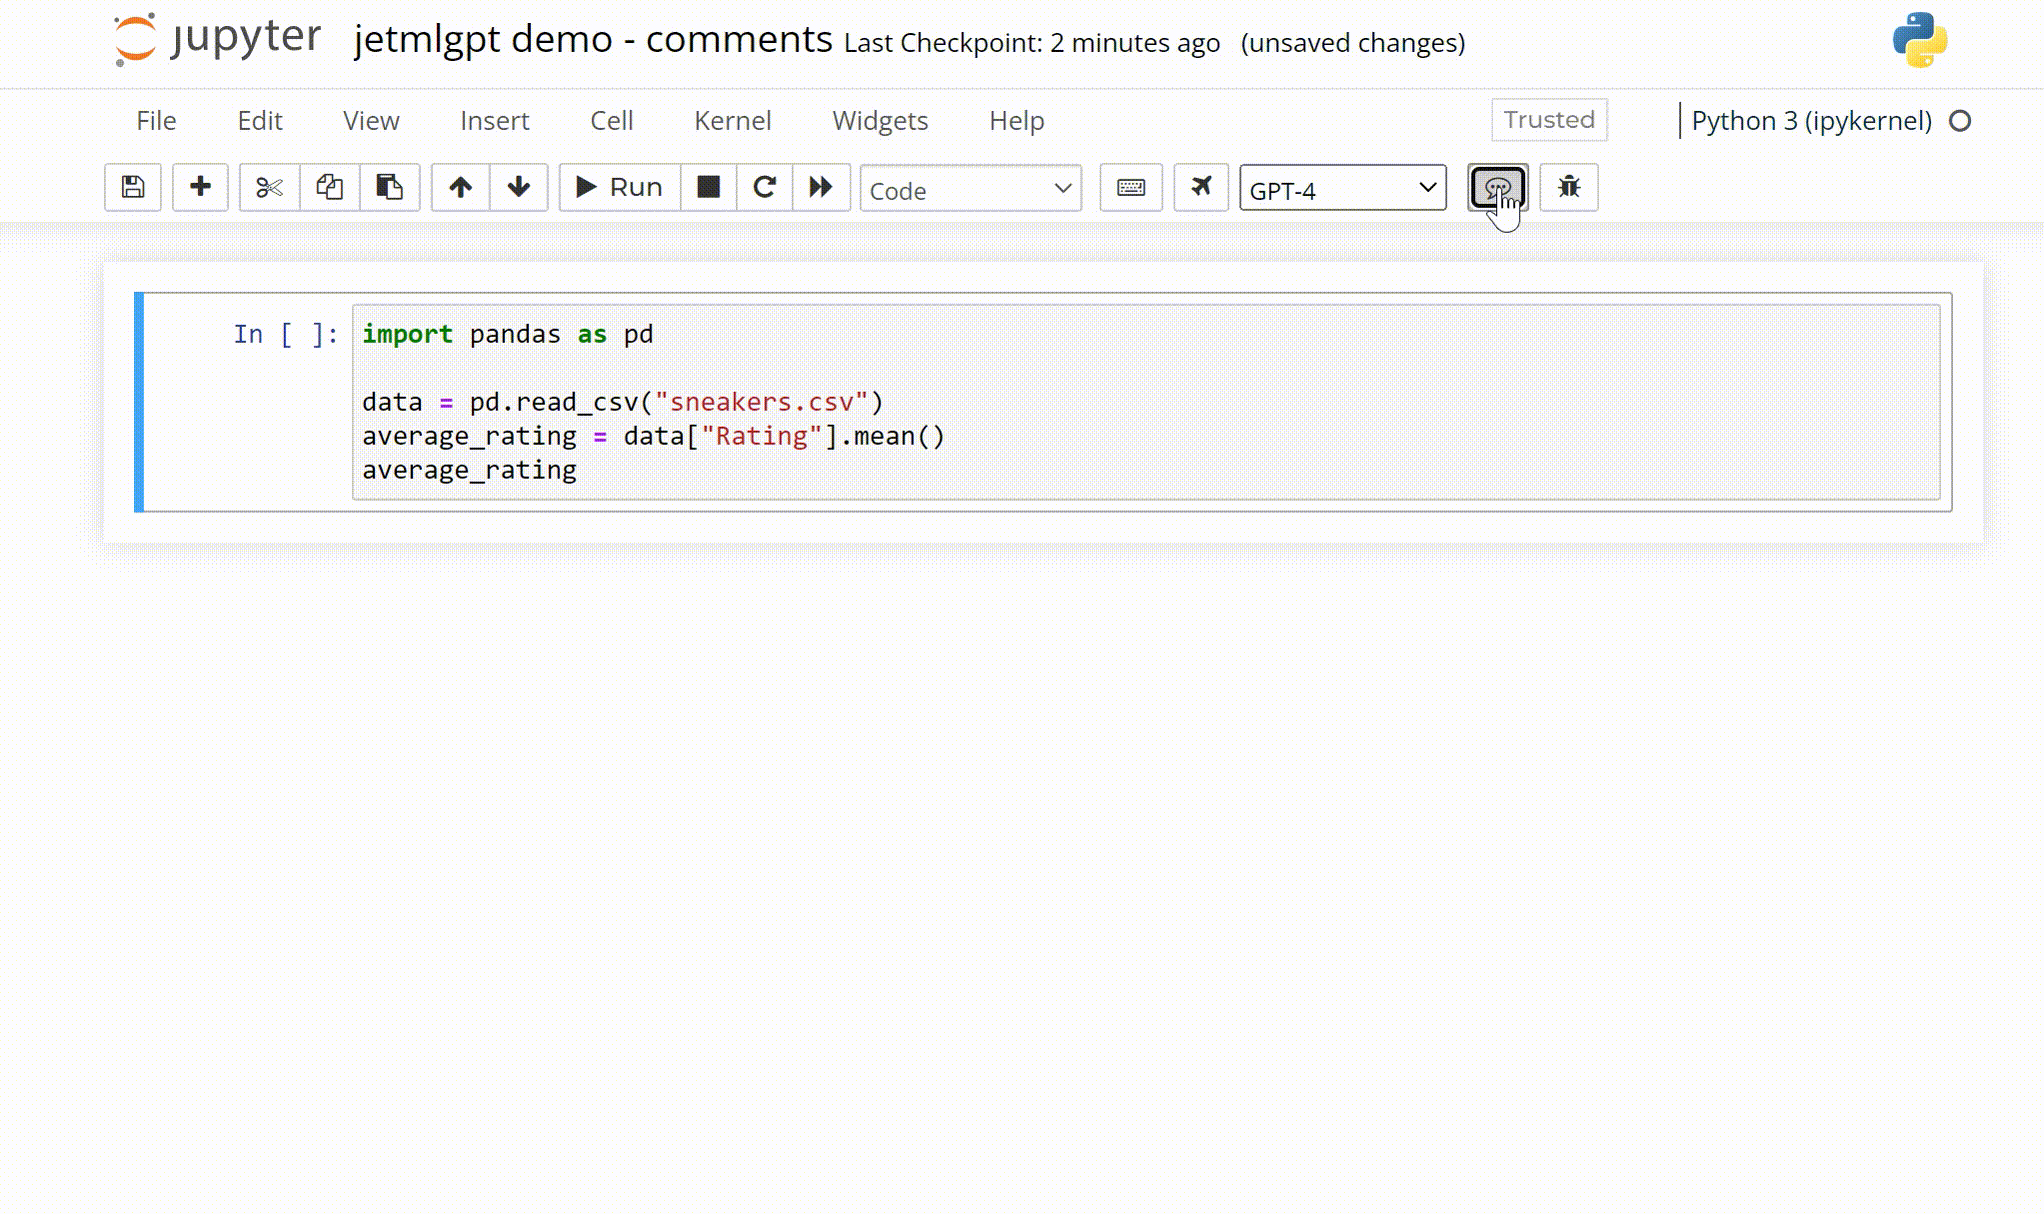 jupyter jetmlgpt demo - comments Last Checkpoint: 2 minutes ago (unsaved changes)
File Edit View Insert Cell Kernel Widgets Help Trusted Python 3 (ipykernel)
Run Code GPT-4
In [ ]: import pandas as pd
data = pd.read_csv("sneakers.csv")
average_rating = data["Rating"].mean()
average_rating